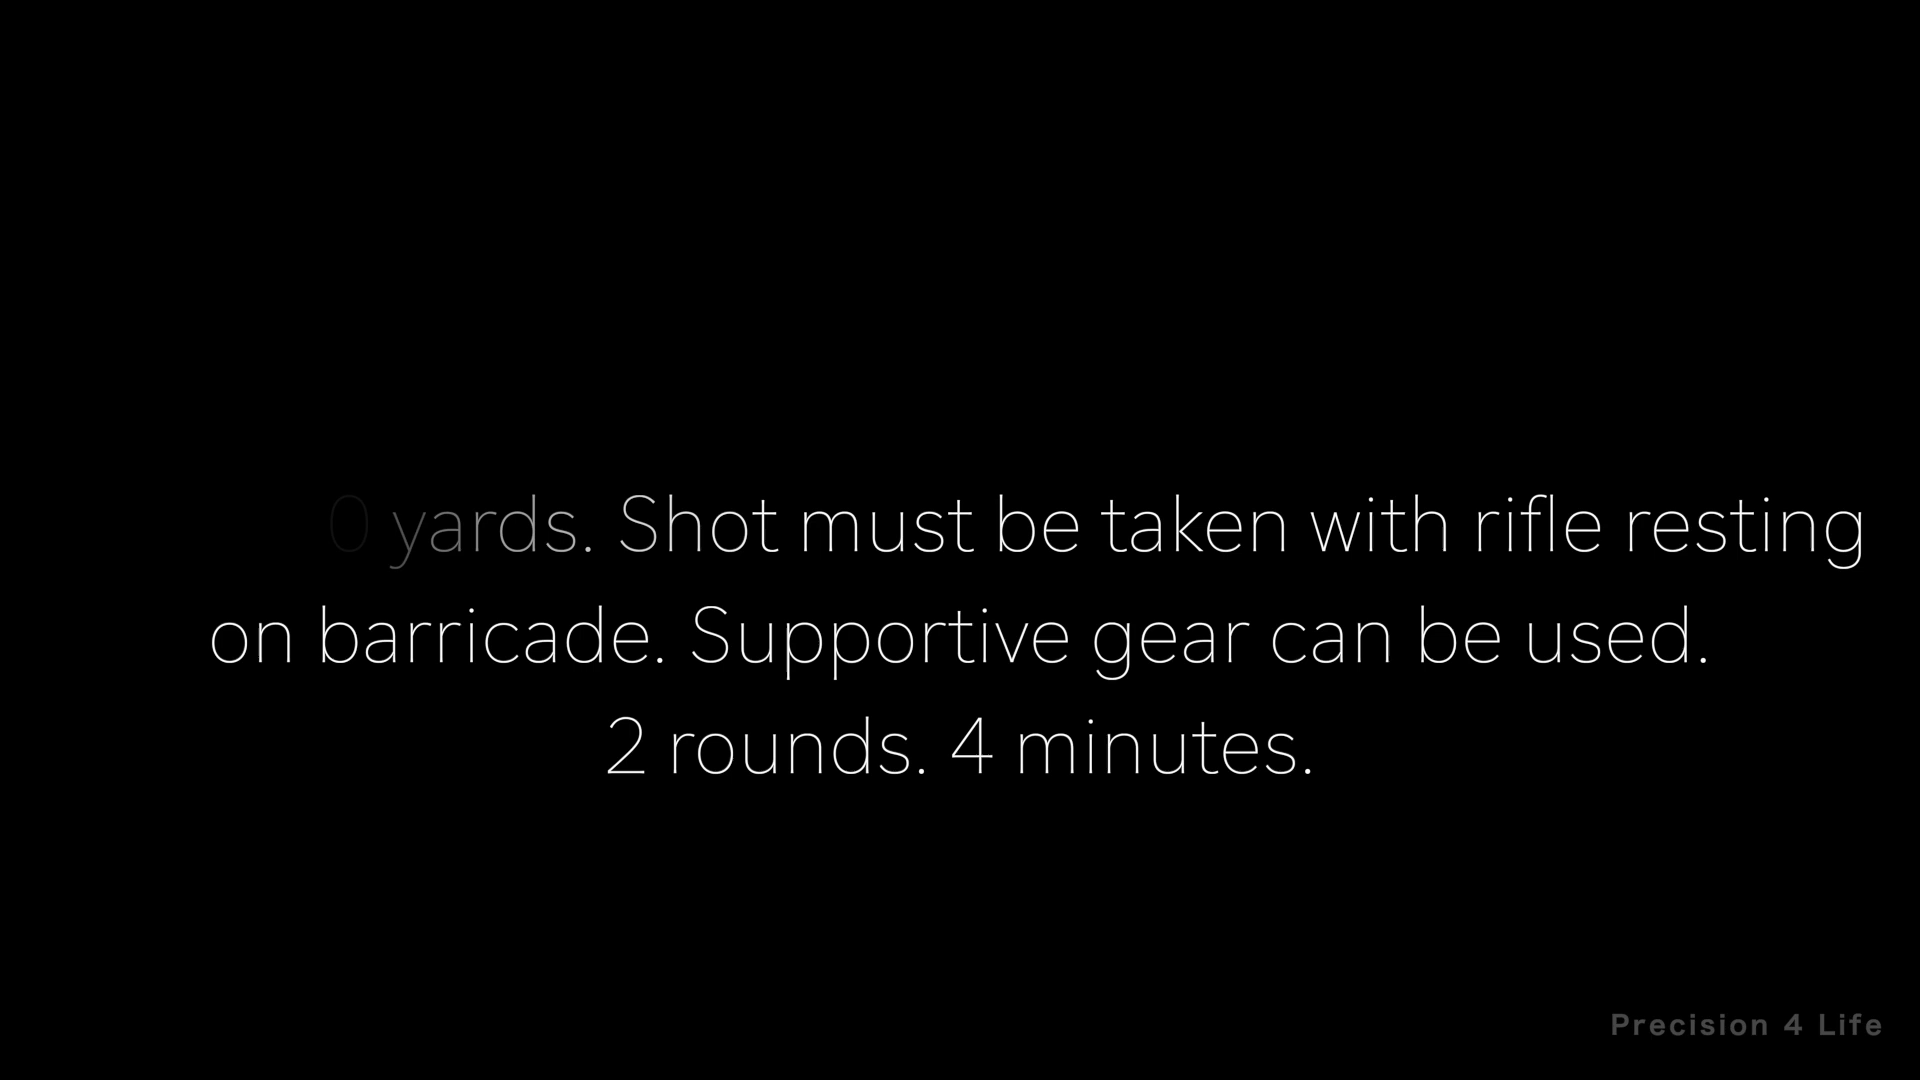 0 yards. Shot must be taken with rifle resting
on barricade. Supportive gear can be used.
2 rounds. 4 minutes.
Precision 4 Life